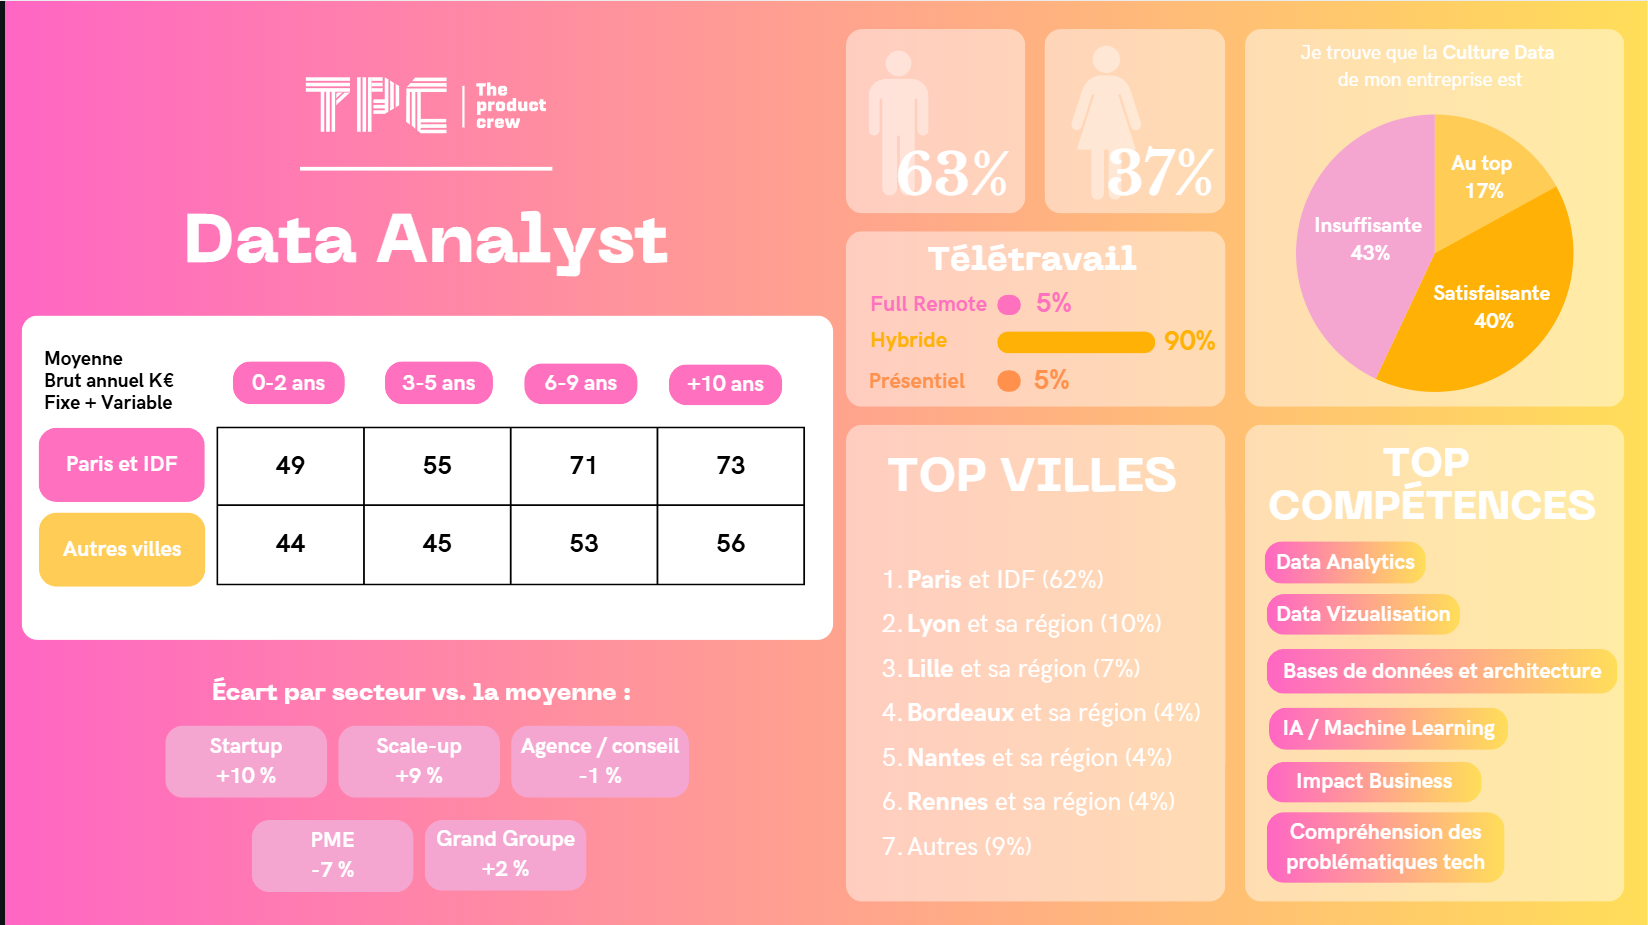 TPC
The
product
crew
Data Analyst
Moyenne
Brut annuel K€
Fixe + Variable
0-2 ans
3-5 ans
6-9 ans
+10 ans
Paris et IDF
49
55
71
73
Autres villes
44
45
53
56
Écart par secteur vs. la moyenne :
Startup
+10 %
Scale-up
+9 %
Agence / conseil
-1 %
PME
-7 %
Grand Groupe
+2 %
63%
37%
Télétravail
Full Remote 5%
Hybride 90%
Présentiel 5%
Je trouve que la Culture Data
de mon entreprise est
Au top
17%
Insuffisante
43%
Satisfaisante
40%
TOP VILLES
1. Paris et IDF (62%)
2. Lyon et sa région (10%)
3. Lille et sa région (7%)
4. Bordeaux et sa région (4%)
5. Nantes et sa région (4%)
6. Rennes et sa région (4%)
7. Autres (9%)
TOP
COMPÉTENCES
Data Analytics
Data Vizualisation
Bases de données et architecture
IA / Machine Learning
Impact Business
Compréhension des
problématiques tech